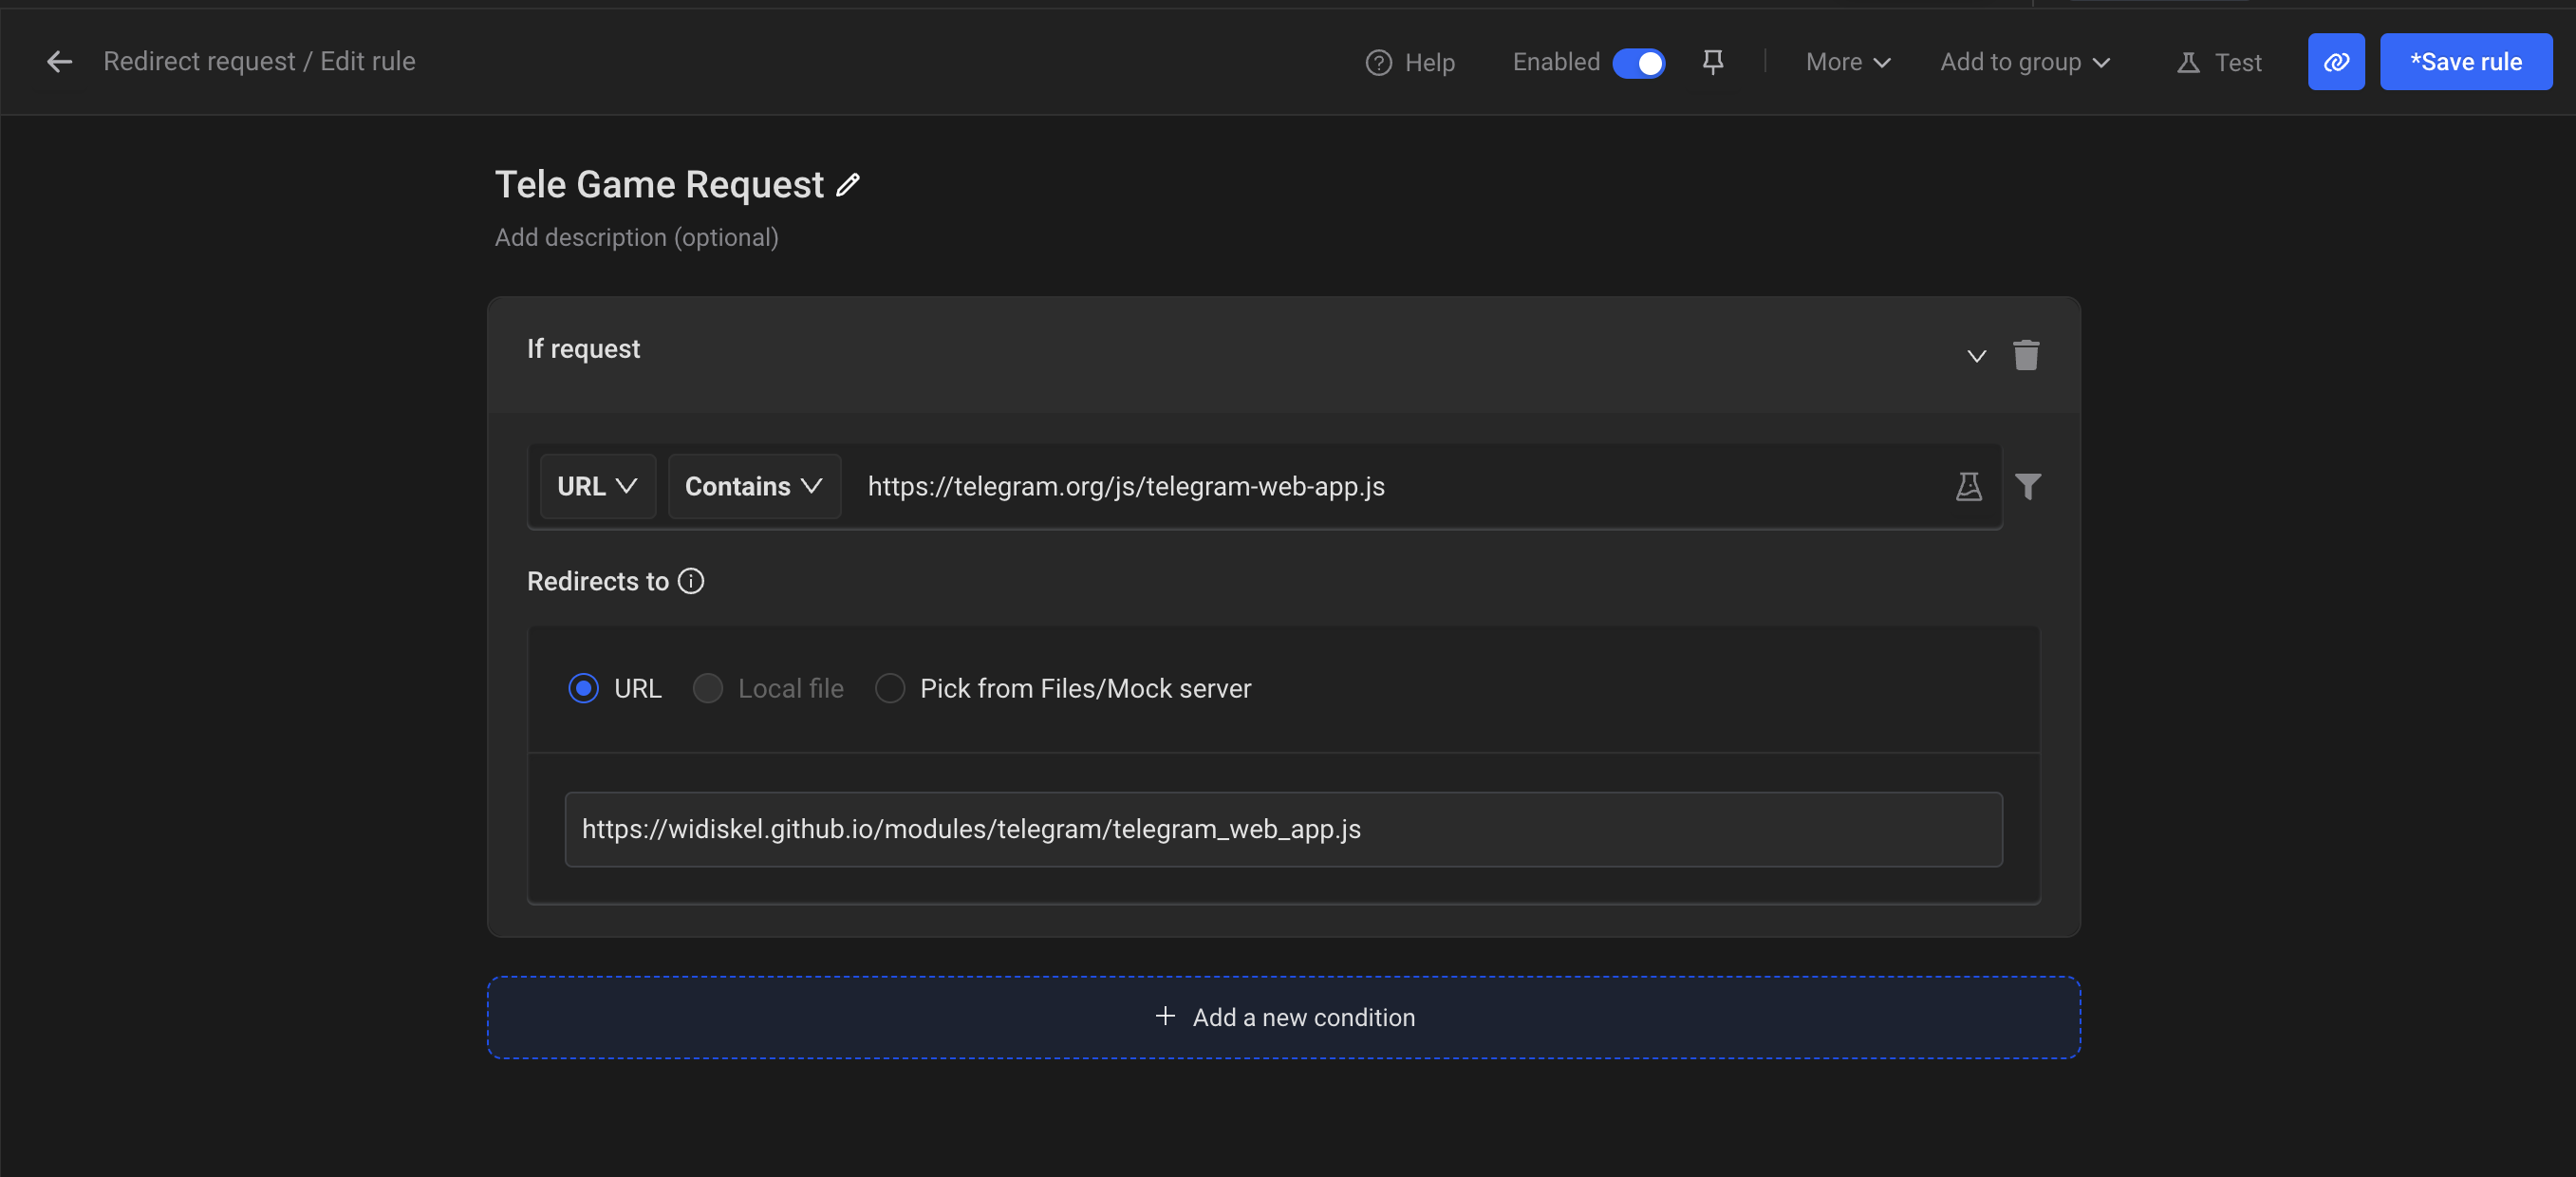 Redirect request / Edit rule
Help
Enabled
More
Add to group
Test
*Save rule
Tele Game Request
Add description (optional)
If request
URL
Contains
https://telegram.org/js/telegram-web-app.js
Redirects to
URL
Local file
Pick from Files/Mock server
https://widiskel.github.io/modules/telegram/telegram_web_app.js
Add a new condition